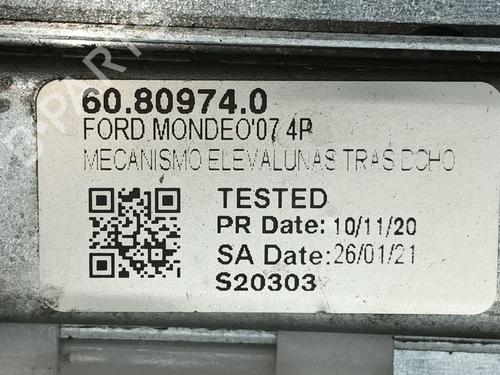 60.80974.0
FORD MONDEO'07 4P
MECANISMO ELEVALUNAS TRAS DCHO
TESTED
PR Date: 10/11/20
SA Date: 26/01/21
S20303